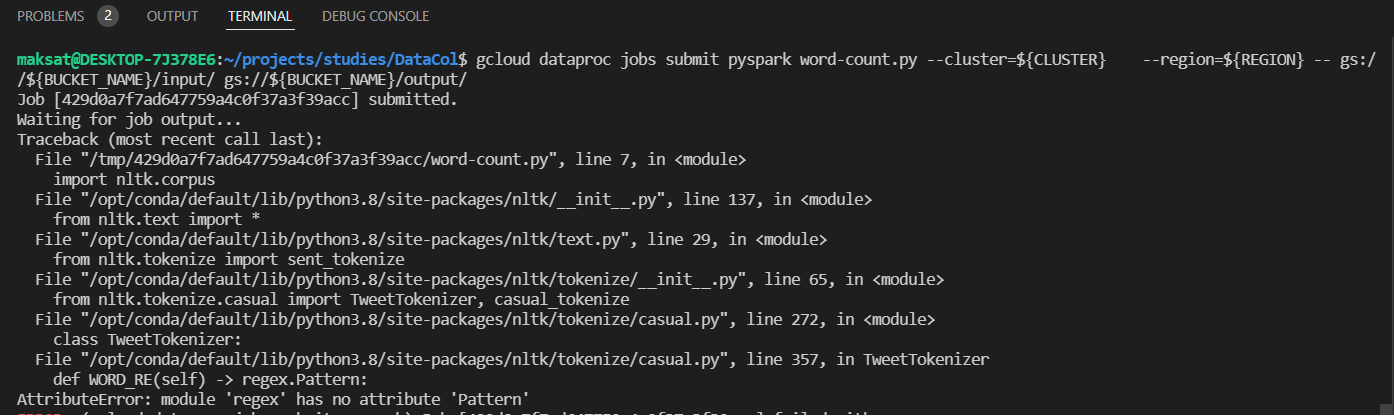 PROBLEMS 2 OUTPUT TERMINAL DEBUG CONSOLE
maksat@DESKTOP-7J378E6:~/projects/studies/DataCol$ gcloud dataproc jobs submit pyspark word-count.py --cluster=${CLUSTER}    --region=${REGION} -- gs:/
/${BUCKET_NAME}/input/ gs://${BUCKET_NAME}/output/
Job [429d0a7f7ad647759a4c0f37a3f39acc] submitted.
Waiting for job output...
Traceback (most recent call last):
  File "/tmp/429d0a7f7ad647759a4c0f37a3f39acc/word-count.py", line 7, in <module>
    import nltk.corpus
  File "/opt/conda/default/lib/python3.8/site-packages/nltk/__init__.py", line 137, in <module>
    from nltk.text import *
  File "/opt/conda/default/lib/python3.8/site-packages/nltk/text.py", line 29, in <module>
    from nltk.tokenize import sent_tokenize
  File "/opt/conda/default/lib/python3.8/site-packages/nltk/tokenize/__init__.py", line 65, in <module>
    from nltk.tokenize.casual import TweetTokenizer, casual_tokenize
  File "/opt/conda/default/lib/python3.8/site-packages/nltk/tokenize/casual.py", line 272, in <module>
    class TweetTokenizer:
  File "/opt/conda/default/lib/python3.8/site-packages/nltk/tokenize/casual.py", line 357, in TweetTokenizer
    def WORD_RE(self) -> regex.Pattern:
AttributeError: module 'regex' has no attribute 'Pattern'